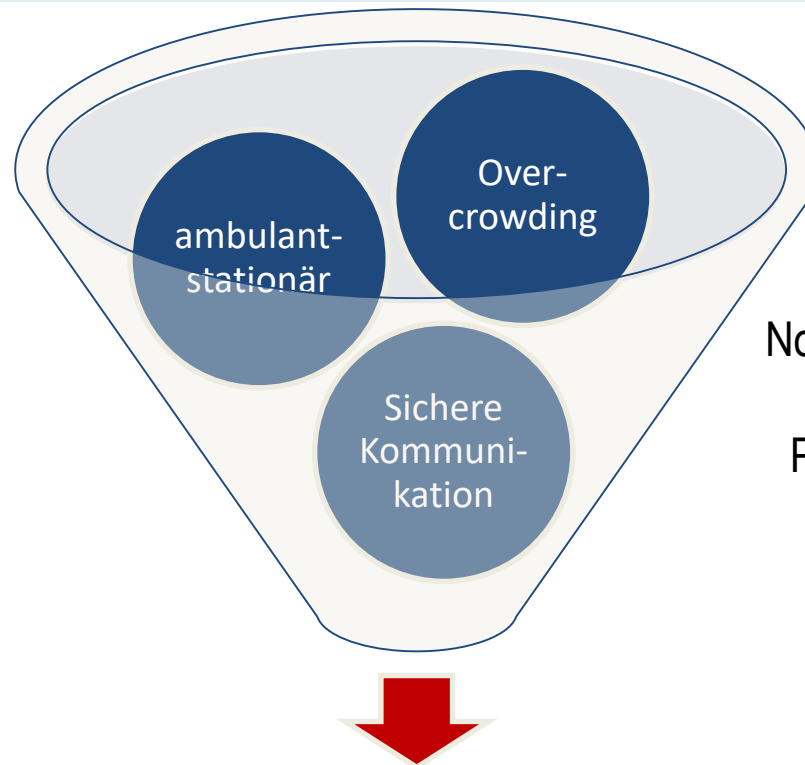 Over-
crowding
ambulant-
stationär
Sichere
Kommuni-
kation